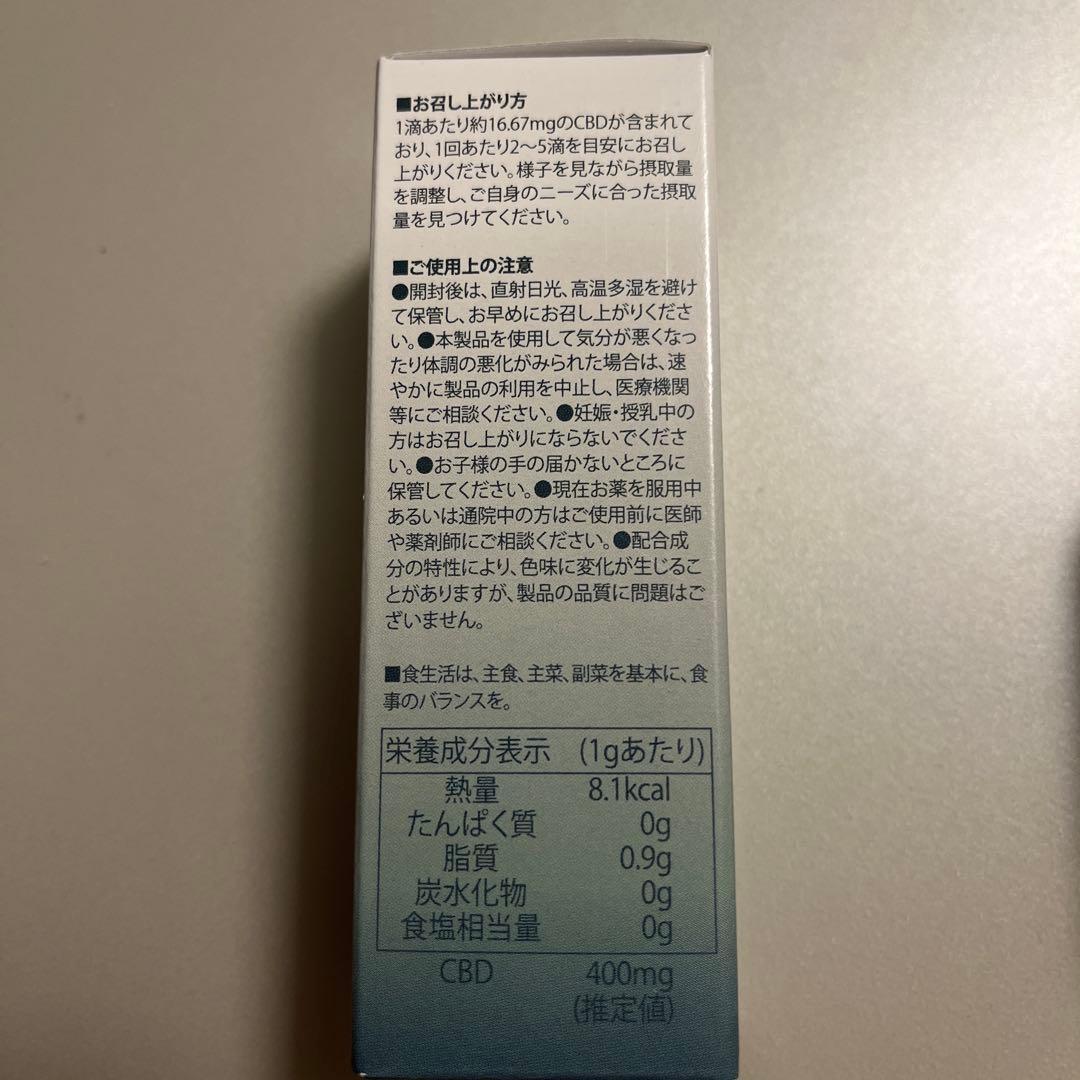 ■お召し上がり方
1滴あたり約16.67mgのCBDが含まれて
おり、1回あたり2〜5滴を目安にお召し
上がりください。様子を見ながら摂取量
を調整し、ご自身のニーズに合った摂取
量を見つけてください。
■ご使用上の注意
●開封後は、直射日光、高温多湿を避け
て保管し、お早めにお召し上がりくださ
い。●本製品を使用して気分が悪くなっ
たり体調の悪化がみられた場合は、速
やかに製品の利用を中止し、医療機関
等にご相談ください。●妊娠・授乳中の
方はお召し上がりにならないでくださ
い。●お子様の手の届かないところに
保管してください。●現在お薬を服用中
あるいは通院中の方はご使用前に医師
や薬剤師にご相談ください。●配合成
分の特性により、色味に変化が生じるこ
とがありますが、製品の品質に問題はご
ざいません。
■食生活は、主食、主菜、副菜を基本に、食
事のバランスを。
栄養成分表示 (1gあたり)
熱量 8.1kcal
たんぱく質 0g
脂質 0.9g
炭水化物 0g
食塩相当量 0g
CBD 400mg
(推定値)